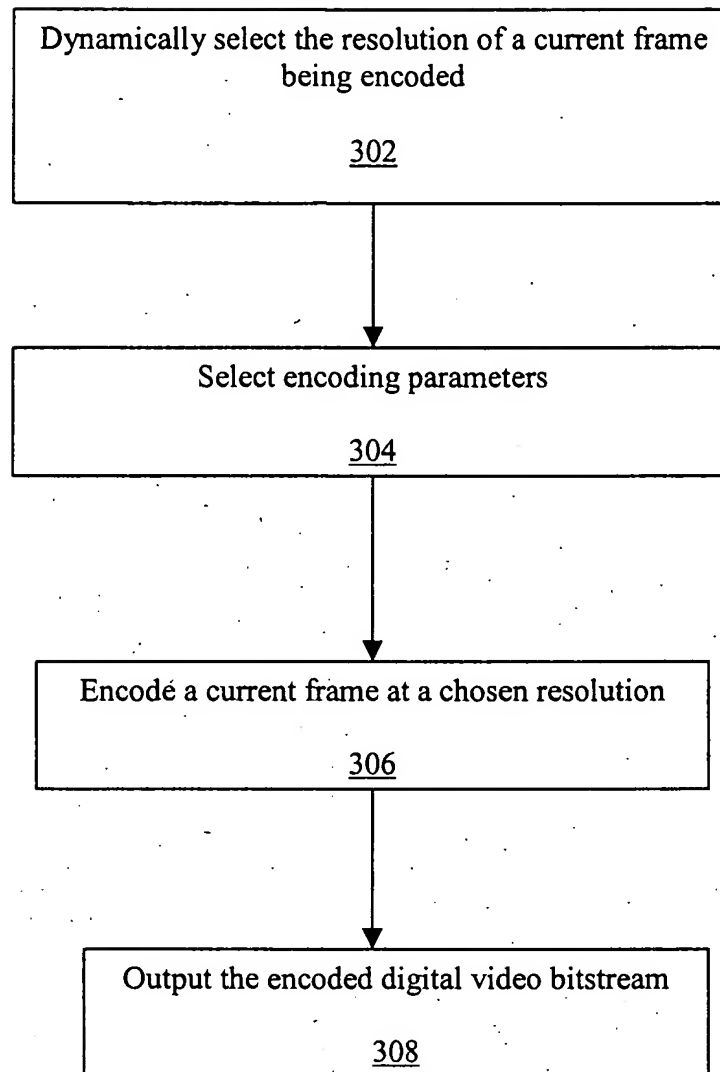 Dynamically select the resolution of a current frame
being encoded
302
Select encoding parameters
304
Encode a current frame at a chosen resolution
306
Output the encoded digital video bitstream
308